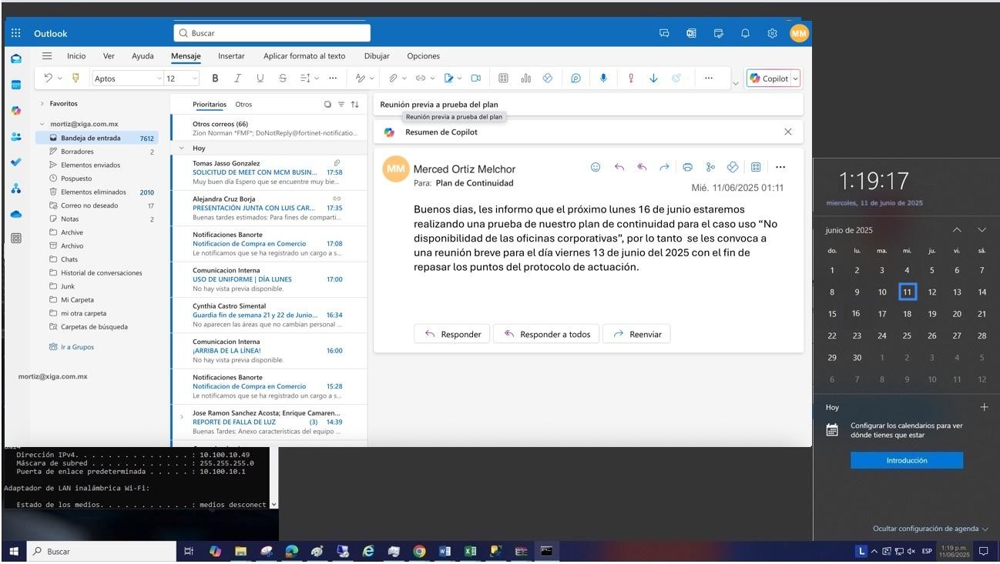 Outlook
Buscar
MM
Inicio Ver Ayuda Mensaje Insertar Aplicar formato al texto Dibujar Opciones
Aptos 12 B I U S ... ... Copilot
Favoritos
mortiz@xiga.com.mx
Bandeja de entrada 7612
Borradores 2
Elementos enviados
Pospuesto
Elementos eliminados 2010
Correo no deseado 17
Notas 2
Archive
Archivo
Chats
Historial de conversaciones
Junk
Mi Carpeta
mi otra carpeta
Carpetas de búsqueda
Ir a Grupos
mortiz@xiga.com.mx
Prioritarios Otros
Otros correos (66)
Zion Norman *FMF*; DoNotReply@fortinet-notificatio...
Hoy
Tomas Jasso Gonzalez
SOLICITUD DE MEET CON MCM BUSIN... 17:58
Muy buen día Espero que se encuentre muy bie...
Alejandra Cruz Borja
PRESENTACIÓN JUNTA CON LUIS CAR... 17:35
Buenas tardes estimados: Para fines de comparti...
Notificaciones Banorte
Notificacion de Compra en Comercio 17:08
Le notificamos que se ha registrado un cargo a s...
Comunicacion Interna
USO DE UNIFORME | DÍA LUNES 17:00
No hay vista previa disponible.
Cynthia Castro Simental
Guardia fin de semana 21 y 22 de Junio... 16:34
No aparecen las áreas que no cambian personal ...
Comunicacion Interna
¡ARRIBA DE LA LÍNEA! 16:00
No hay vista previa disponible.
Notificaciones Banorte
Notificacion de Compra en Comercio 15:28
Le notificamos que se ha registrado un cargo a s...
Jose Ramon Sanchez Acosta; Enrique Camaren...
REPORTE DE FALLA DE LUZ (3) 14:39
Buenas Tardes: Anexo caracteristicas del equipo ...
Reunión previa a prueba del plan
Reunión previa a prueba del plan
Resumen de Copilot
MM
Merced Ortiz Melchor
Para: Plan de Continuidad
Mié. 11/06/2025 01:11
Buenos dias, les informo que el próximo lunes 16 de junio estaremos
realizando una prueba de nuestro plan de continuidad para el caso uso “No
disponibilidad de las oficinas corporativas”, por lo tanto se les convoca a
una reunión breve para el día viernes 13 de junio del 2025 con el fin de
repasar los puntos del protocolo de actuación.
Responder Responder a todos Reenviar
1:19:17
miercoles, 11 de junio de 2025
junio de 2025
do. lu. ma. mi. ju. vi. sá.
1 2 3 4 5 6 7
8 9 10 11 12 13 14
15 16 17 18 19 20 21
22 23 24 25 26 27 28
29 30 1 2 3 4 5
6 7 8 9 10 11 12
Hoy
Configurar los calendarios para ver
dónde tienes que estar
Introducción
Ocultar configuración de agenda
Dirección IPv4. . . . . . . . . . . . . . : 10.100.10.49
Máscara de subred . . . . . . . . . . . . : 255.255.255.0
Puerta de enlace predeterminada . . . . . : 10.100.10.1
Adaptador de LAN inalámbrica Wi-Fi:
Estado de los medios. . . . . . . . . . . : medios desconect
Buscar
L ESP 1:19 p.m.
11/06/2025